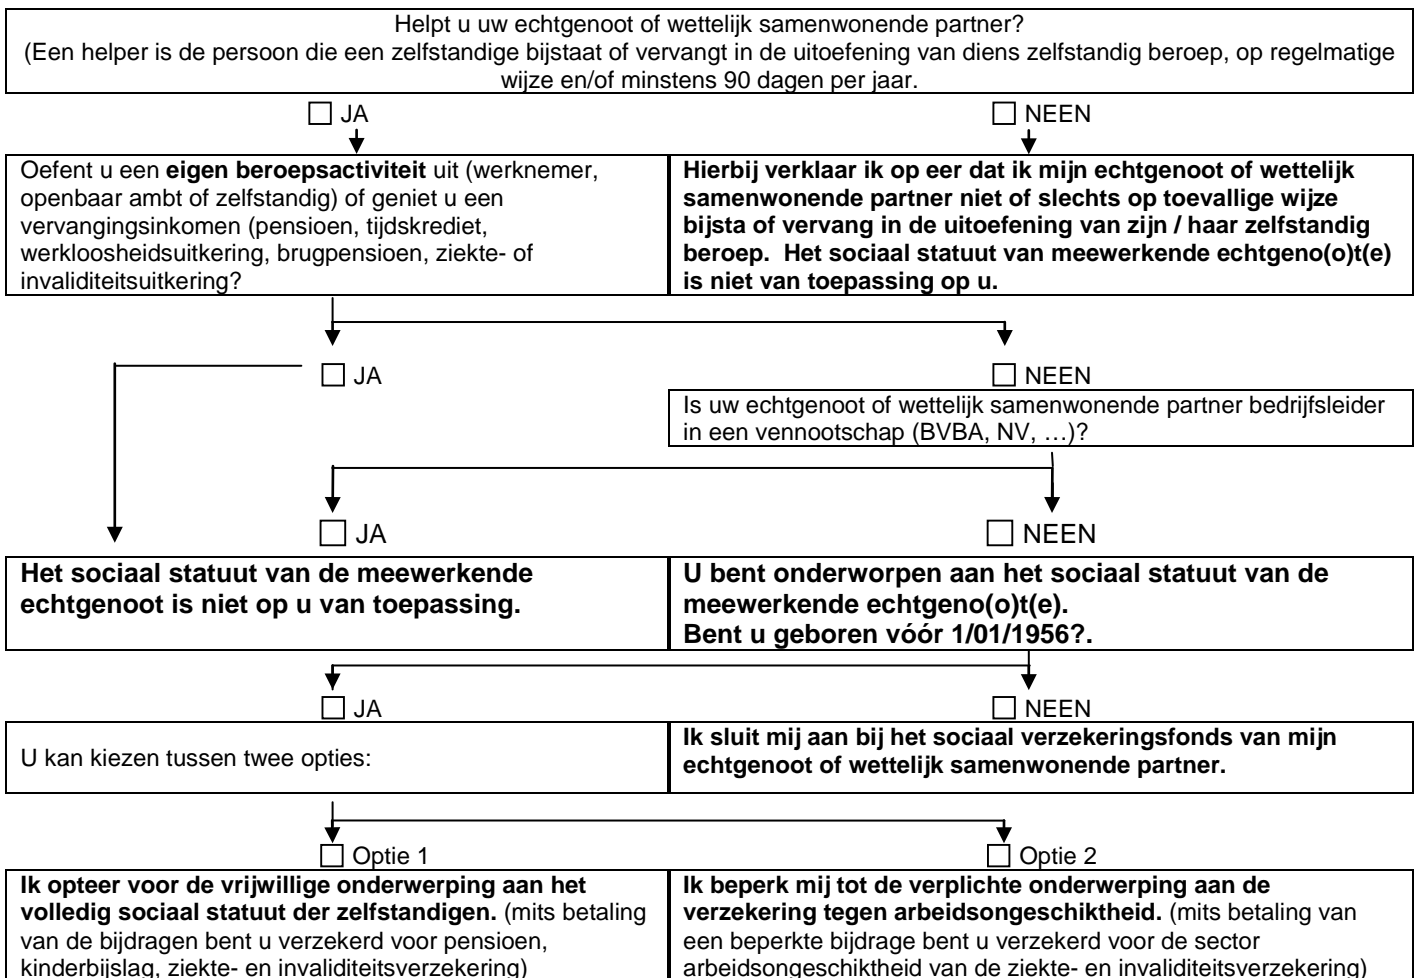 Helpt u uw echtgenoot of wettelijk samenwonende partner?
(Een helper is de persoon die een zelfstandige bijstaat of vervangt in de uitoefening van diens zelfstandig beroep, op regelmatige
wijze en/of minstens 90 dagen per jaar.
JA
NEEN
Oefent u een eigen beroepsactiviteit uit (werknemer,
openbaar ambt of zelfstandig) of geniet u een
vervangingsinkomen (pensioen, tijdskrediet,
werkloosheidsuitkering, brugpensioen, ziekte- of
invaliditeitsuitkering?
Hierbij verklaar ik op eer dat ik mijn echtgenoot of wettelijk
samenwonende partner niet of slechts op toevallige wijze
bijsta of vervang in de uitoefening van zijn / haar zelfstandig
beroep.  Het sociaal statuut van meewerkende echtgeno(o)t(e)
is niet van toepassing op u.
JA
NEEN
Is uw echtgenoot of wettelijk samenwonende partner bedrijfsleider
in een vennootschap (BVBA, NV, …)?
JA
NEEN
Het sociaal statuut van de meewerkende
echtgenoot is niet op u van toepassing.
U bent onderworpen aan het sociaal statuut van de
meewerkende echtgeno(o)t(e).
Bent u geboren vóór 1/01/1956?.
JA
NEEN
U kan kiezen tussen twee opties:
Ik sluit mij aan bij het sociaal verzekeringsfonds van mijn
echtgenoot of wettelijk samenwonende partner.
Optie 1
Optie 2
Ik opteer voor de vrijwillige onderwerping aan het
volledig sociaal statuut der zelfstandigen. (mits betaling
van de bijdragen bent u verzekerd voor pensioen,
kinderbijslag, ziekte- en invaliditeitsverzekering)
Ik beperk mij tot de verplichte onderwerping aan de
verzekering tegen arbeidsongeschiktheid. (mits betaling van
een beperkte bijdrage bent u verzekerd voor de sector
arbeidsongeschiktheid van de ziekte- en invaliditeitsverzekering)